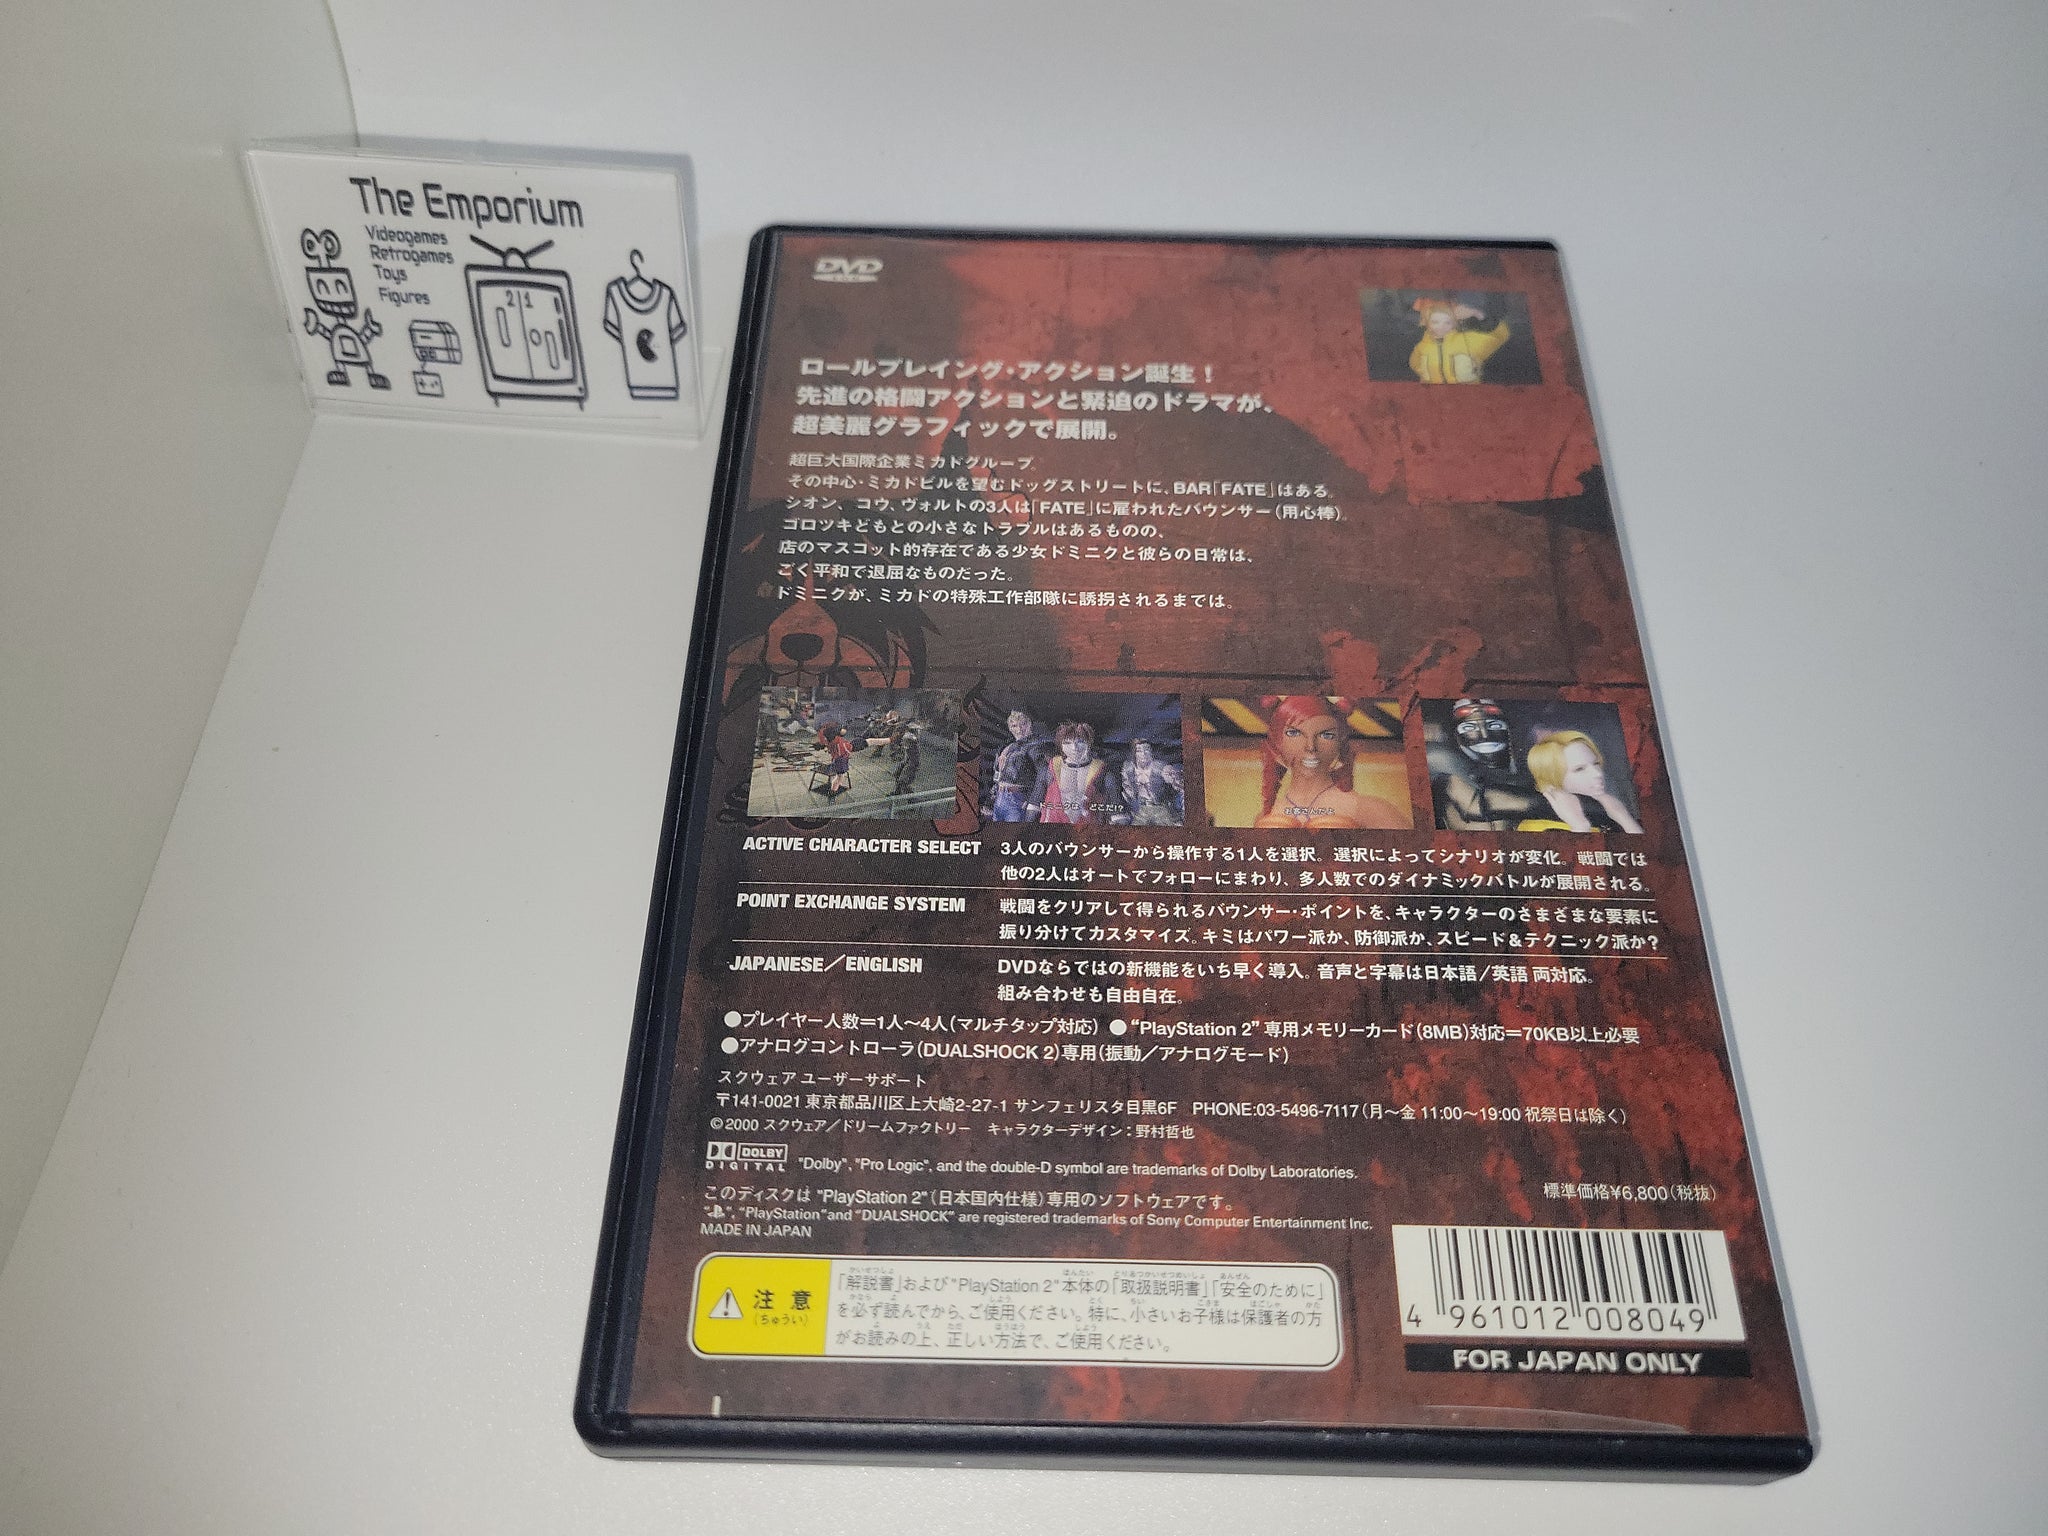 The Emporium
Videogames
Retrogames
Toys
Figures
2 1
DVD
ロールプレイング・アクション誕生！
先進の格闘アクションと緊迫のドラマが、
超美麗グラフィックで展開。
超巨大国際企業ミカドグループ。
その中心・ミカドビルを望むドッグストリートに、BAR「FATE」はある。
シオン、コウ、ヴォルトの3人は「FATE」に雇われたバウンサー(用心棒)。
ゴロツキどもとの小さなトラブルはあるものの、
店のマスコット的存在である少女ドミニクと彼らの日常は、
ごく平和で退屈なものだった。
ドミニクが、ミカドの特殊工作部隊に誘拐されるまでは。
ドミニクは どこだ!?
お客さんだよ
ACTIVE CHARACTER SELECT
3人のバウンサーから操作する1人を選択。選択によってシナリオが変化。戦闘では
他の2人はオートでフォローにまわり、多人数でのダイナミックバトルが展開される。
POINT EXCHANGE SYSTEM
戦闘をクリアして得られるバウンサー・ポイントを、キャラクターのさまざまな要素に
振り分けてカスタマイズ。キミはパワー派か、防御派か、スピード＆テクニック派か?
JAPANESE／ENGLISH
DVDならではの新機能をいち早く導入。音声と字幕は日本語／英語 両対応。
組み合わせも自由自在。
●プレイヤー人数＝1人～4人(マルチタップ対応) ●“PlayStation 2”専用メモリーカード(8MB)対応＝70KB以上必要
●アナログコントローラ(DUALSHOCK 2)専用(振動／アナログモード)
スクウェア ユーザーサポート
〒141-0021 東京都品川区上大崎2-27-1 サンフェリスタ目黒6F PHONE:03-5496-7117(月～金 11:00～19:00 祝祭日は除く)
©2000 スクウェア／ドリームファクトリー キャラクターデザイン：野村哲也
DOLBY DIGITAL "Dolby", "Pro Logic", and the double-D symbol are trademarks of Dolby Laboratories.
このディスクは "PlayStation 2"(日本国内仕様)専用のソフトウェアです。
標準価格¥6,800(税抜)
"PS", "PlayStation"and "DUALSHOCK" are registered trademarks of Sony Computer Entertainment Inc.
MADE IN JAPAN
注意
(ちゅうい)
「解説書」および"PlayStation 2"本体の「取扱説明書」「安全のために」
を必ず読んでから、ご使用ください。特に、小さいお子様は保護者の方
がお読みの上、正しい方法で、ご使用ください。
4 961012 008049
FOR JAPAN ONLY